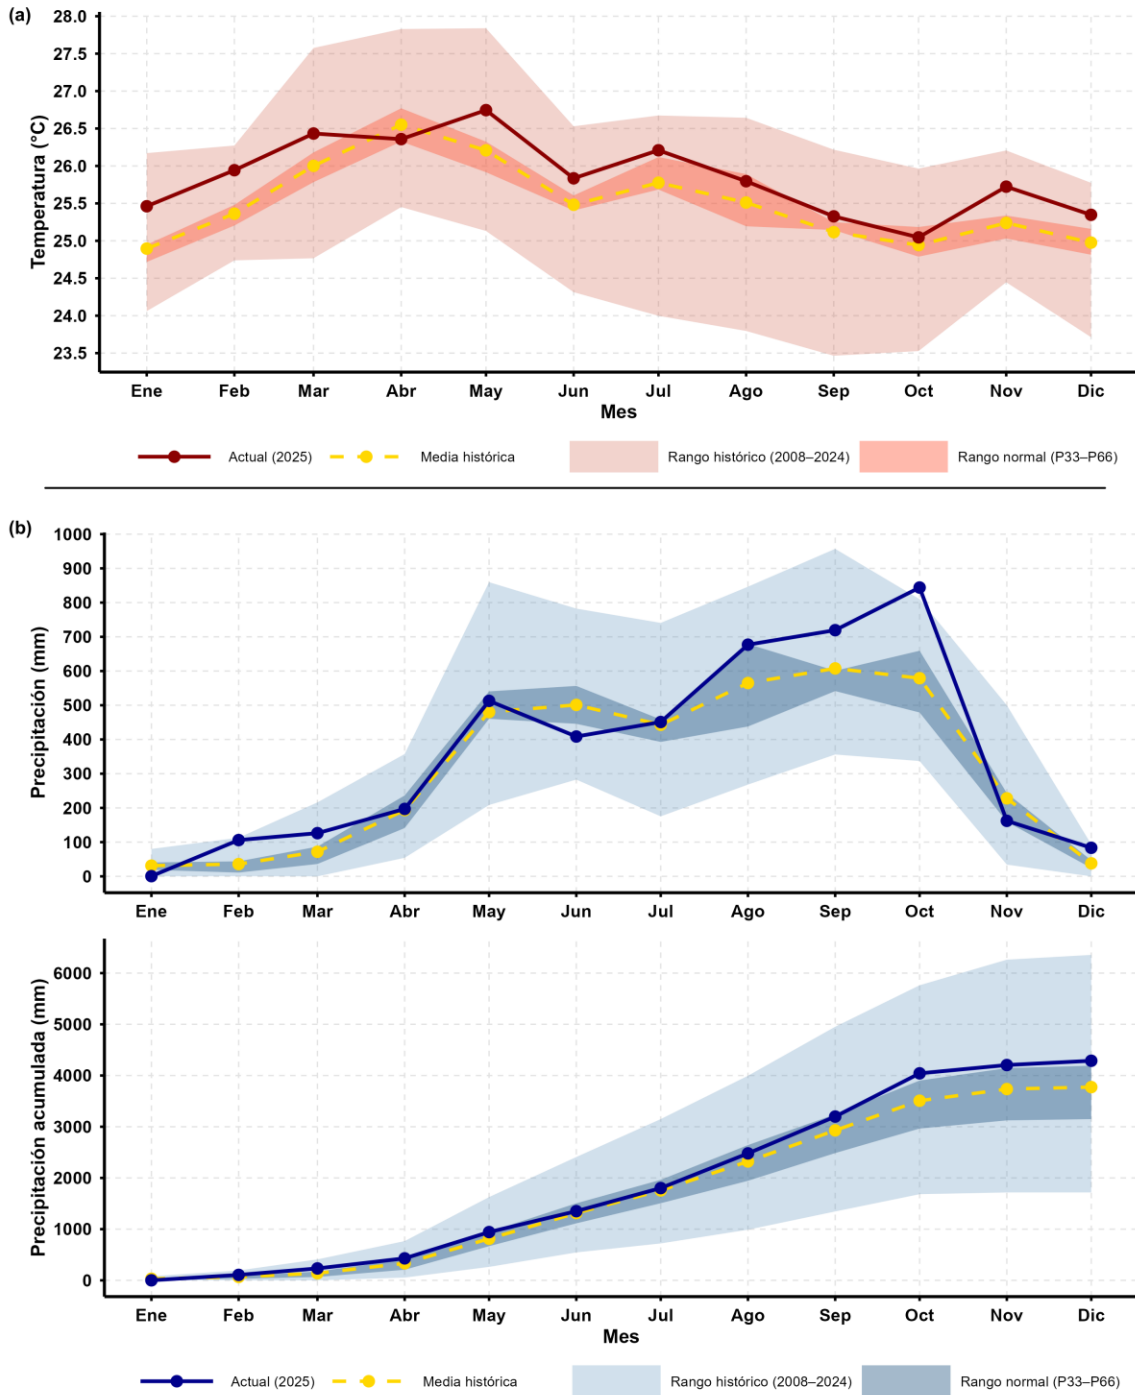 (a)
Temperatura (°C)
28.0
27.5
27.0
26.5
26.0
25.5
25.0
24.5
24.0
23.5
Ene Feb Mar Abr May Jun Jul Ago Sep Oct Nov Dic
Mes
Actual (2025) Media histórica Rango histórico (2008–2024) Rango normal (P33–P66)
(b)
Precipitación (mm)
1000
900
800
700
600
500
400
300
200
100
0
Ene Feb Mar Abr May Jun Jul Ago Sep Oct Nov Dic
Precipitación acumulada (mm)
6000
5000
4000
3000
2000
1000
0
Ene Feb Mar Abr May Jun Jul Ago Sep Oct Nov Dic
Mes
Actual (2025) Media histórica Rango histórico (2008–2024) Rango normal (P33–P66)